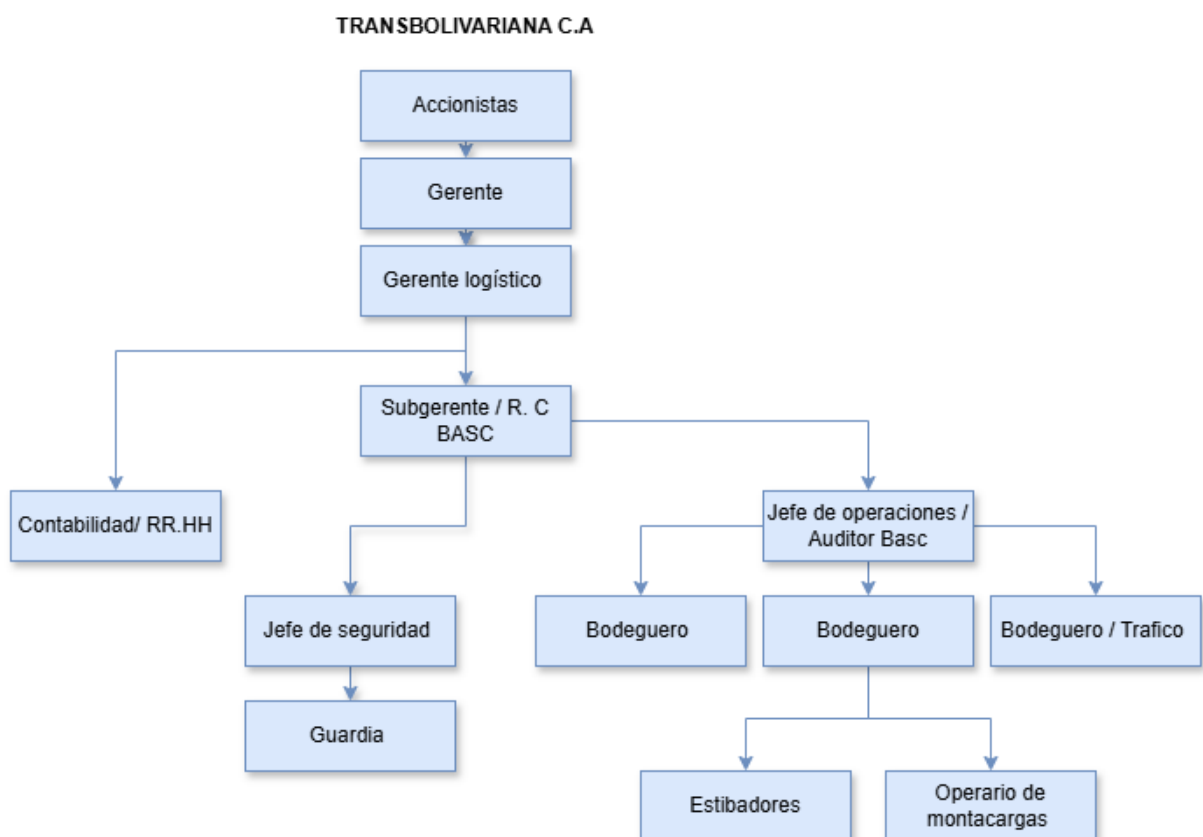 TRANSBOLIVARIANA C.A
Accionistas
Gerente
Gerente logístico
Subgerente / R. C
BASC
Contabilidad/ RR.HH
Jefe de operaciones /
Auditor Basc
Jefe de seguridad
Bodeguero
Bodeguero
Bodeguero / Trafico
Guardia
Estibadores
Operario de
montacargas